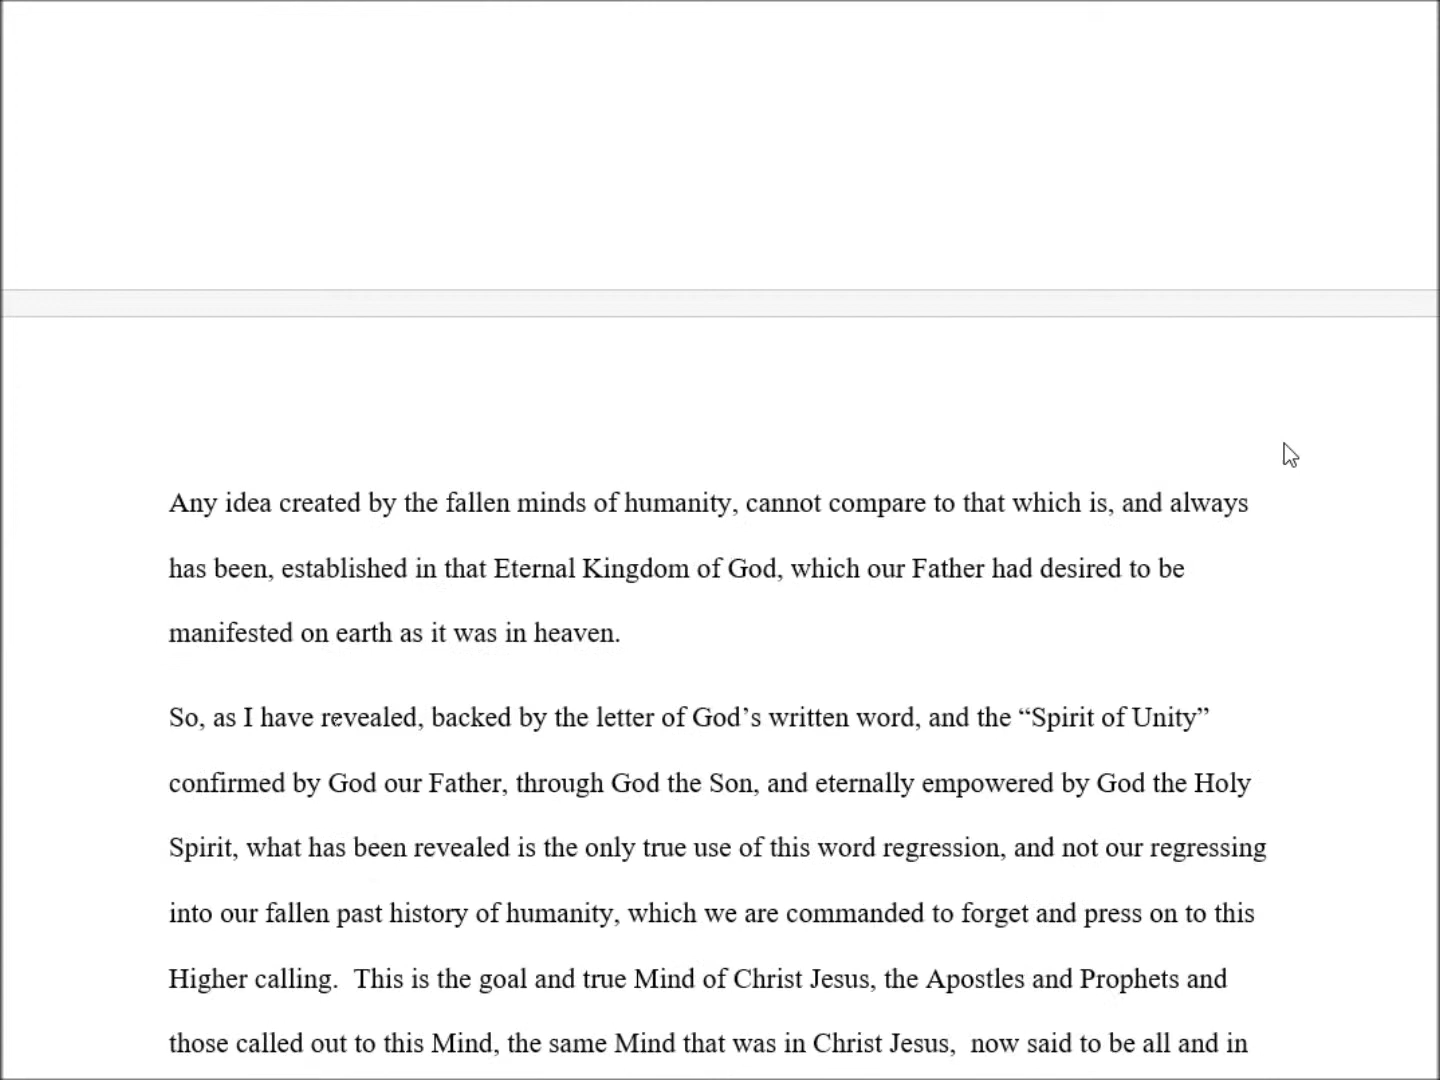 Any idea created by the fallen minds of humanity, cannot compare to that which is, and always
has been, established in that Eternal Kingdom of God, which our Father had desired to be
manifested on earth as it was in heaven.
So, as I have revealed, backed by the letter of God’s written word, and the “Spirit of Unity”
confirmed by God our Father, through God the Son, and eternally empowered by God the Holy
Spirit, what has been revealed is the only true use of this word regression, and not our regressing
into our fallen past history of humanity, which we are commanded to forget and press on to this
Higher calling.  This is the goal and true Mind of Christ Jesus, the Apostles and Prophets and
those called out to this Mind, the same Mind that was in Christ Jesus,  now said to be all and in